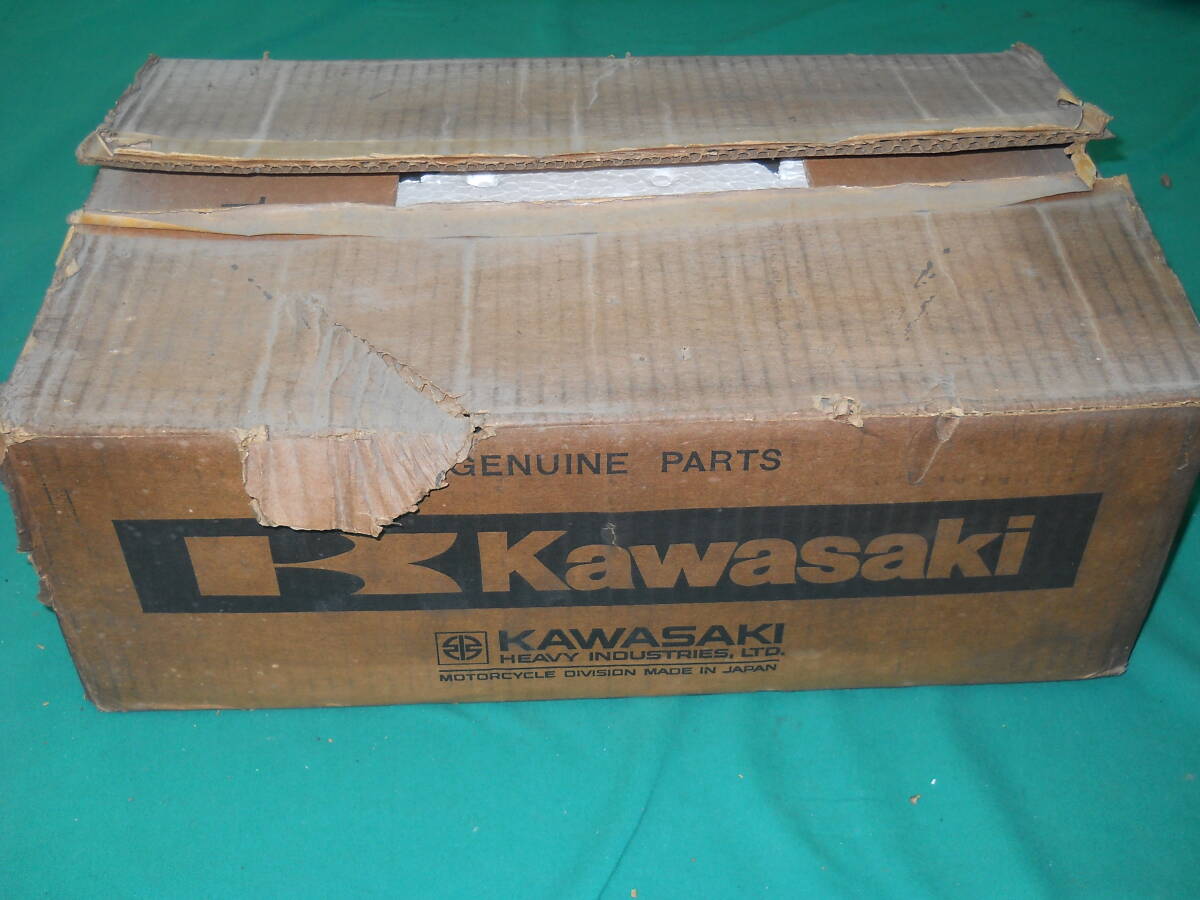 GENUINE PARTS
Kawasaki
KAWASAKI
HEAVY INDUSTRIES, LTD.
MOTORCYCLE DIVISION MADE IN JAPAN